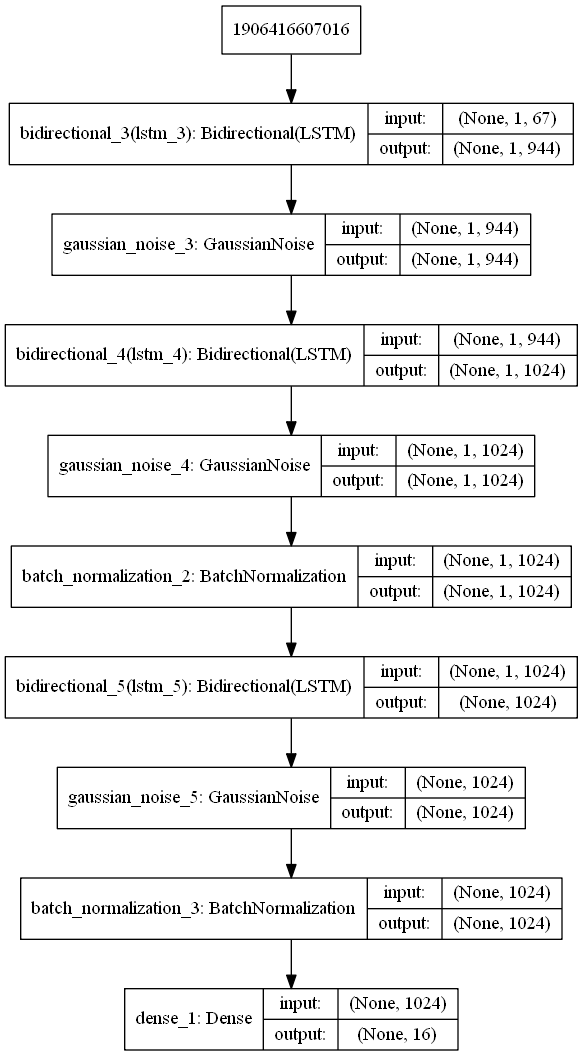 1906416607016
bidirectional_3(lstm_3): Bidirectional(LSTM)
input: (None, 1, 67)
output: (None, 1, 944)
gaussian_noise_3: GaussianNoise
input: (None, 1, 944)
output: (None, 1, 944)
bidirectional_4(lstm_4): Bidirectional(LSTM)
input: (None, 1, 944)
output: (None, 1, 1024)
gaussian_noise_4: GaussianNoise
input: (None, 1, 1024)
output: (None, 1, 1024)
batch_normalization_2: BatchNormalization
input: (None, 1, 1024)
output: (None, 1, 1024)
bidirectional_5(lstm_5): Bidirectional(LSTM)
input: (None, 1, 1024)
output: (None, 1024)
gaussian_noise_5: GaussianNoise
input: (None, 1024)
output: (None, 1024)
batch_normalization_3: BatchNormalization
input: (None, 1024)
output: (None, 1024)
dense_1: Dense
input: (None, 1024)
output: (None, 16)